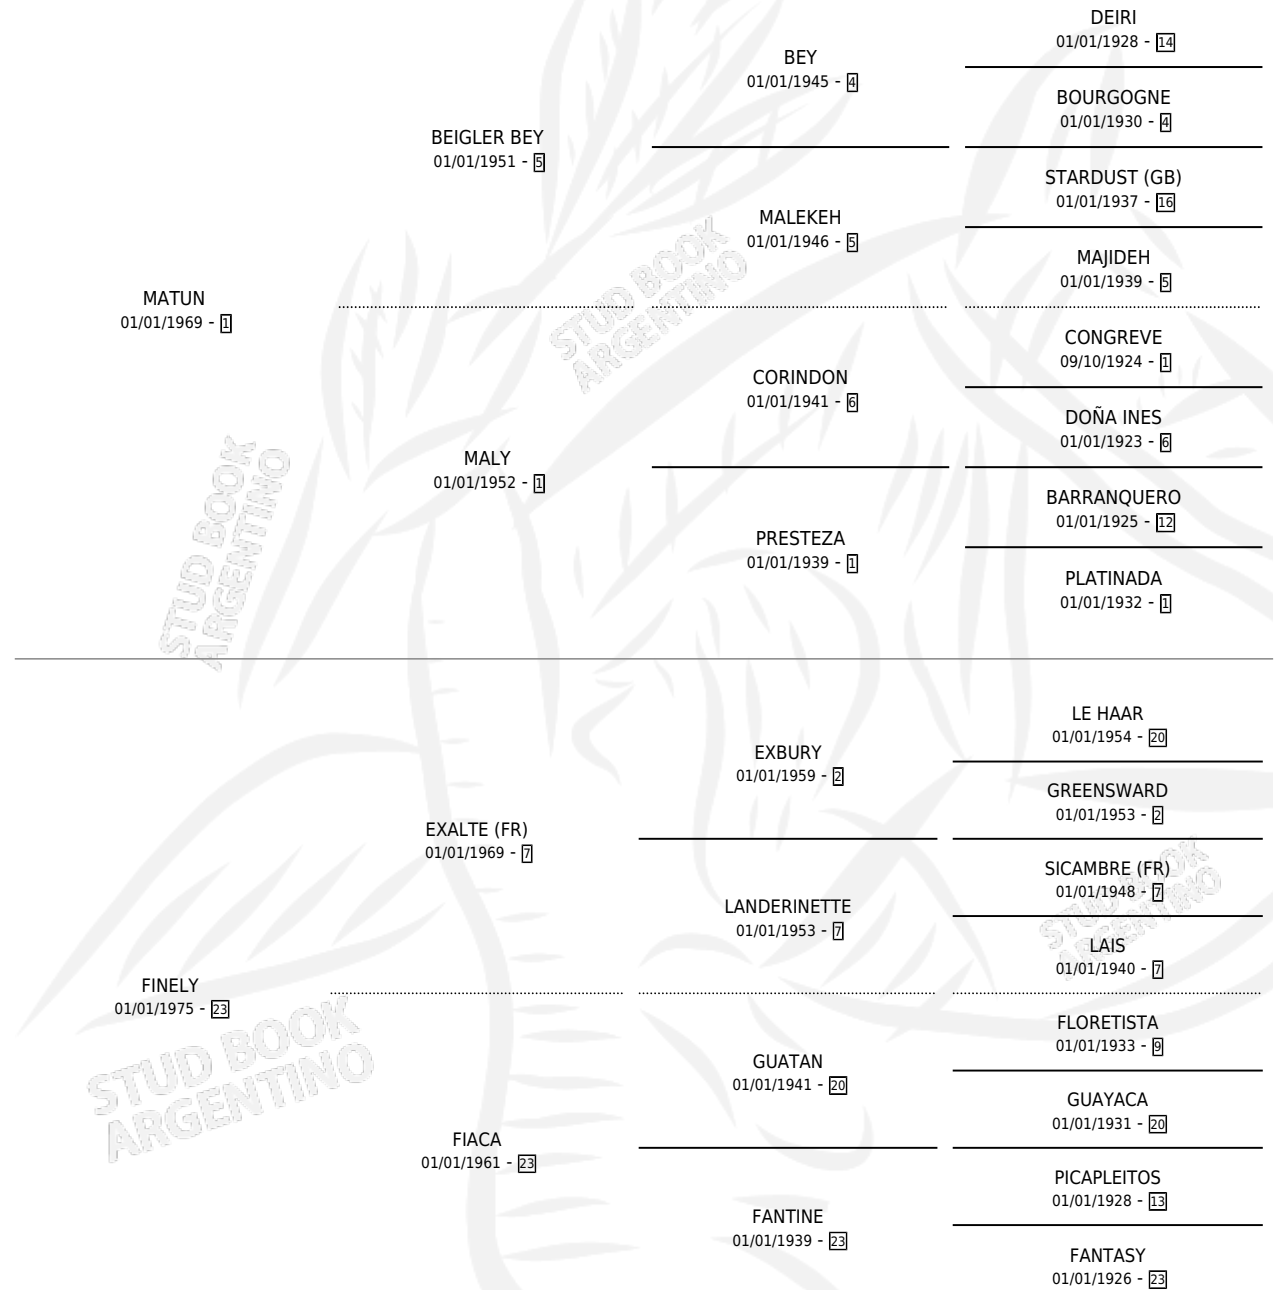 DEIRI
01/01/1928 - 14
BEY
01/01/1945 - 4
BOURGOGNE
01/01/1930 - 4
BEIGLER BEY
01/01/1951 - 5
STARDUST (GB)
01/01/1937 - 16
MALEKEH
01/01/1946 - 5
MAJIDEH
01/01/1939 - 5
MATUN
01/01/1969 - 1
CONGREVE
09/10/1924 - 1
CORINDON
01/01/1941 - 6
DOÑA INES
01/01/1923 - 6
MALY
01/01/1952 - 1
BARRANQUERO
01/01/1925 - 12
PRESTEZA
01/01/1939 - 1
PLATINADA
01/01/1932 - 1
LE HAAR
01/01/1954 - 20
EXBURY
01/01/1959 - 2
GREENSWARD
01/01/1953 - 2
EXALTE (FR)
01/01/1969 - 7
SICAMBRE (FR)
01/01/1948 - 7
LANDERINETTE
01/01/1953 - 7
LAIS
01/01/1940 - 7
FINELY
01/01/1975 - 23
FLORETISTA
01/01/1933 - 9
GUATAN
01/01/1941 - 20
GUAYACA
01/01/1931 - 20
FIACA
01/01/1961 - 23
PICAPLEITOS
01/01/1928 - 13
FANTINE
01/01/1939 - 23
FANTASY
01/01/1926 - 23
STUD BOOK
ARGENTINO
STUD BOOK
ARGENTINO
STUD BOOK
ARGENTINO
STUD BOOK
ARGENTINO